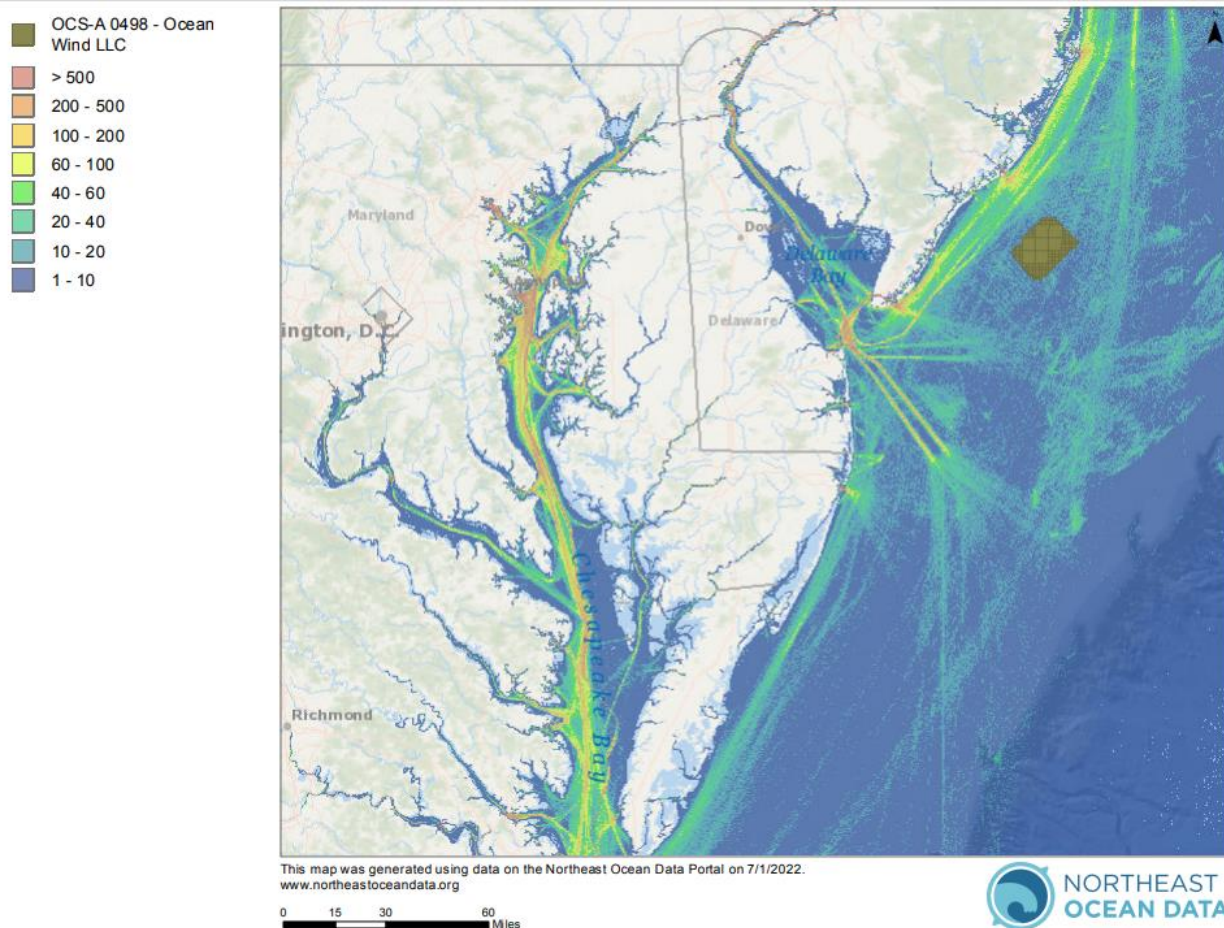 OCS-A 0498 - Ocean
Wind LLC
> 500
200 - 500
100 - 200
60 - 100
40 - 60
20 - 40
10 - 20
1 - 10
Maryland
ington, D.C.
Delaware
Bay
Delaware
Chesapeake Bay
Richmond
This map was generated using data on the Northeast Ocean Data Portal on 7/1/2022.
www.northeastoceandata.org
0 15 30 60
Miles
NORTHEAST
OCEAN DATA